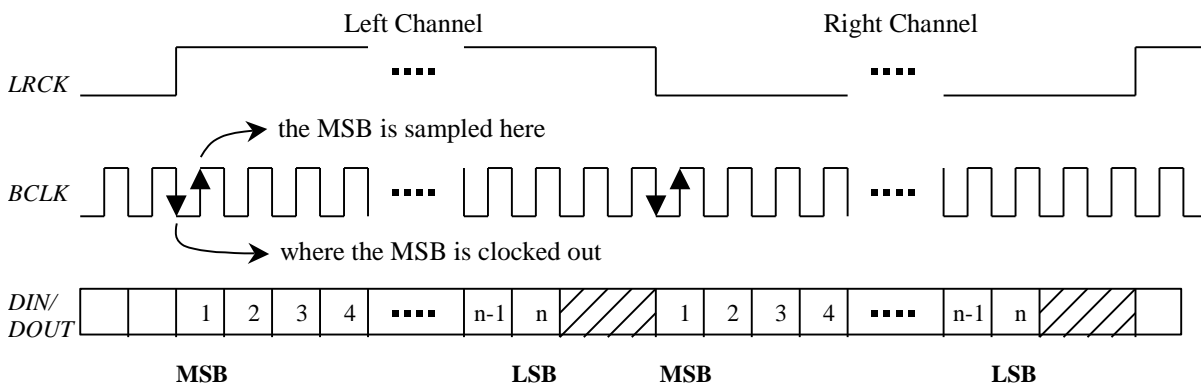 Left Channel Right Channel
LRCK
the MSB is sampled here
BCLK
where the MSB is clocked out
DIN/
DOUT
1 2 3 4 n-1 n 1 2 3 4 n-1 n
MSB LSB MSB LSB